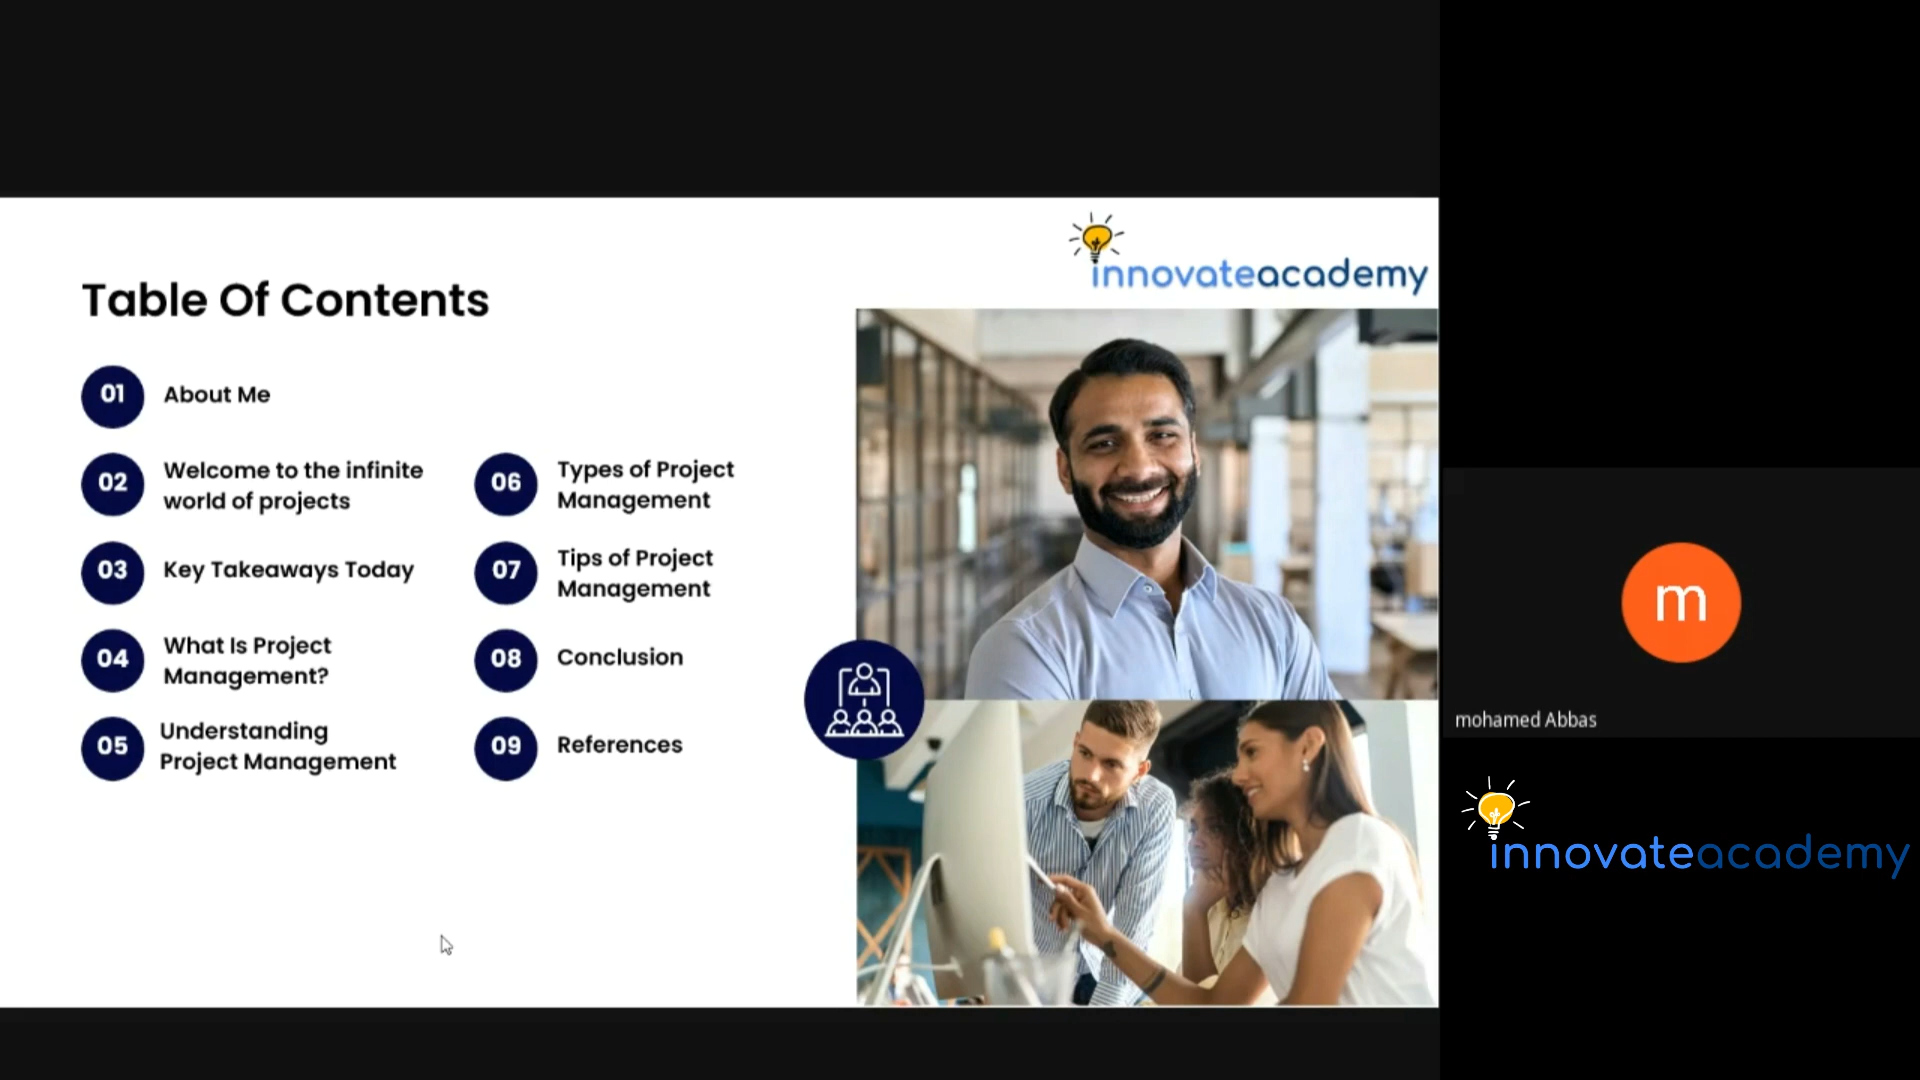 innovateacademy
Table Of Contents
01
About Me
02
Welcome to the infinite
world of projects
03
Key Takeaways Today
04
What Is Project
Management?
05
Understanding
Project Management
06
Types of Project
Management
07
Tips of Project
Management
08
Conclusion
09
References
m
mohamed Abbas
innovateacademy